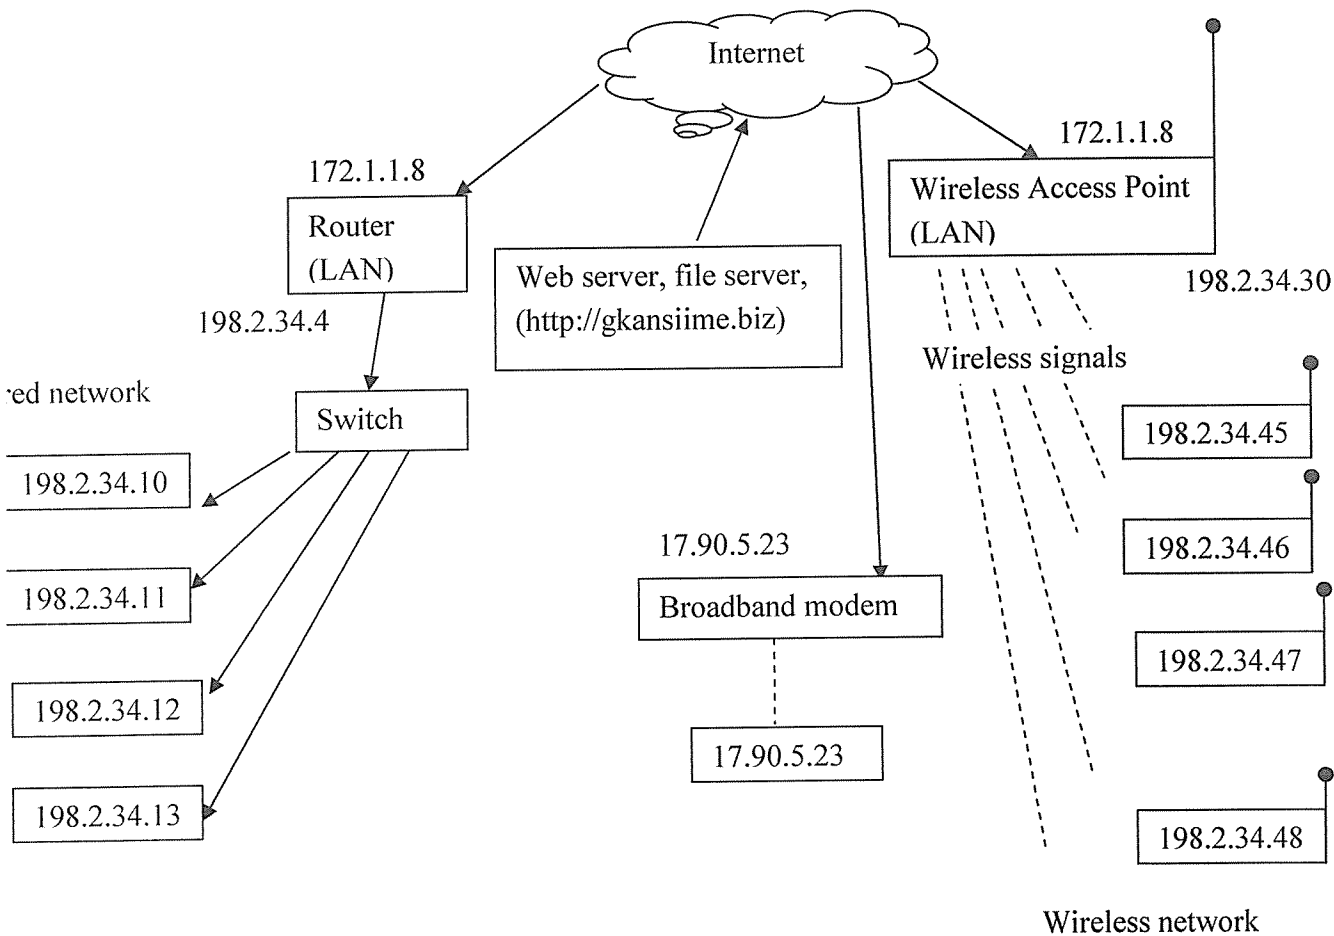 Internet
172.1.1.8
Router
(LAN)
198.2.34.4
Web server, file server,
(http://gkansiime.biz)
172.1.1.8
Wireless Access Point
(LAN)
198.2.34.30
Wireless signals
red network
Switch
198.2.34.10
198.2.34.11
198.2.34.12
198.2.34.13
17.90.5.23
Broadband modem
17.90.5.23
198.2.34.45
198.2.34.46
198.2.34.47
198.2.34.48
Wireless network